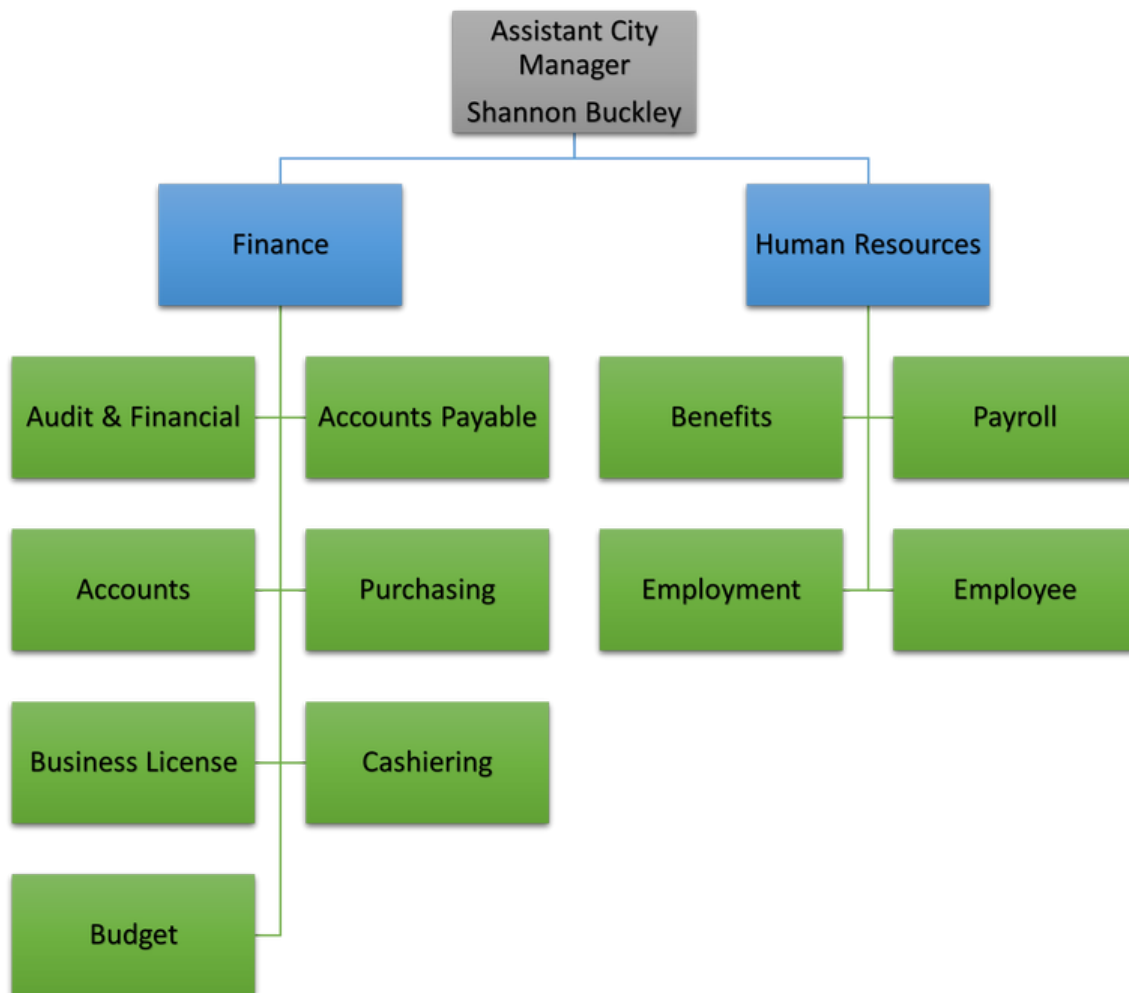 Assistant City
Manager
Shannon Buckley
Finance
Human Resources
Audit & Financial
Accounts Payable
Benefits
Payroll
Accounts
Purchasing
Employment
Employee
Business License
Cashiering
Budget